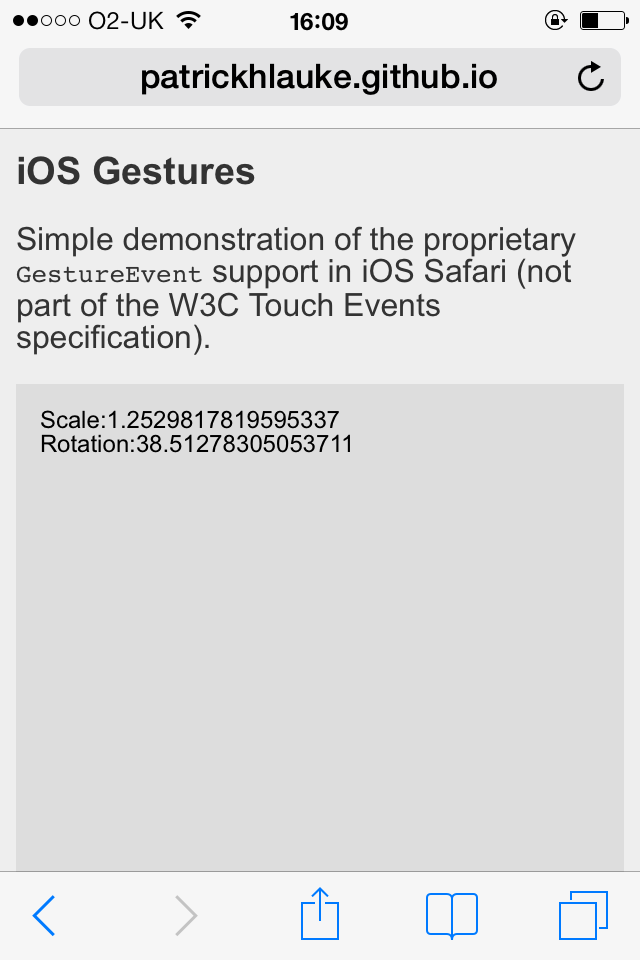 O2-UK 16:09
patrickhlauke.github.io
iOS Gestures
Simple demonstration of the proprietary
GestureEvent support in iOS Safari (not
part of the W3C Touch Events
specification).
Scale:1.2529817819595337
Rotation:38.51278305053711